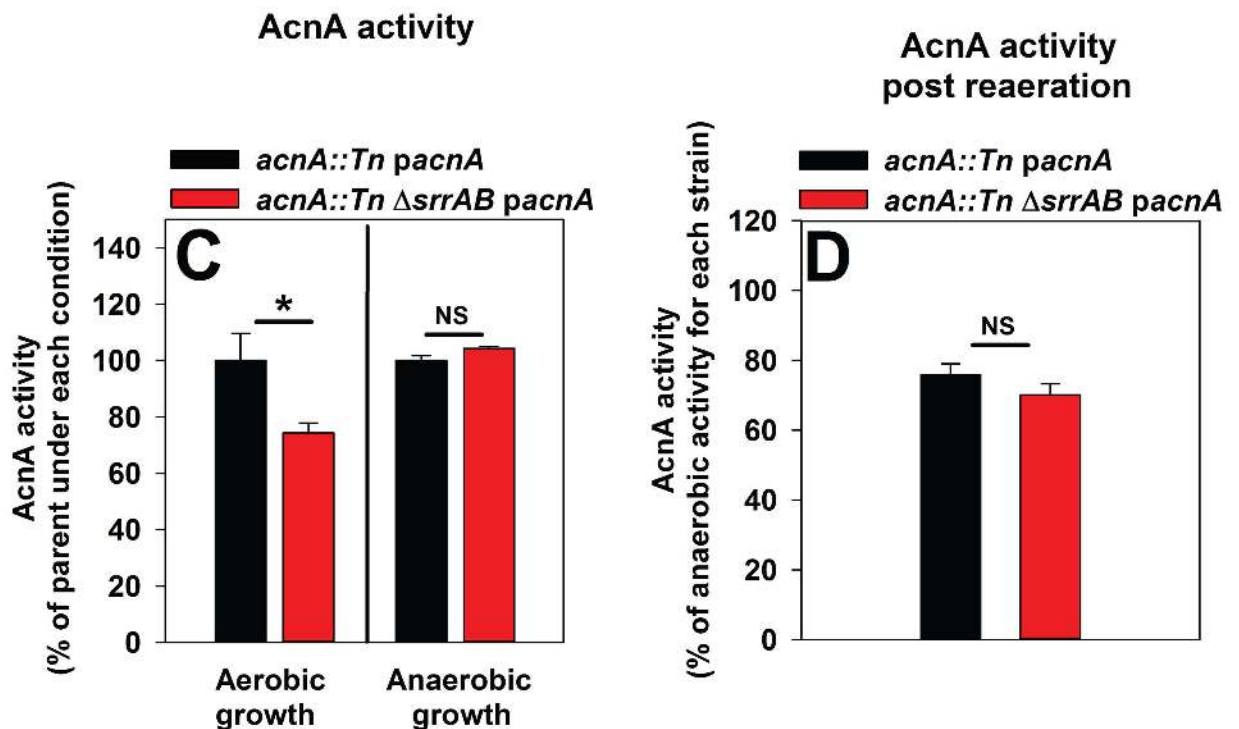 AcnA activity
acnA::Tn pacnA
acnA::Tn ΔsrrAB pacnA
C
AcnA activity
(% of parent under each condition)
140
120
100
80
60
40
20
0
*
NS
Aerobic
growth
Anaerobic
growth
AcnA activity
post reaeration
acnA::Tn pacnA
acnA::Tn ΔsrrAB pacnA
D
AcnA activity
(% of anaerobic activity for each strain)
120
100
80
60
40
20
0
NS